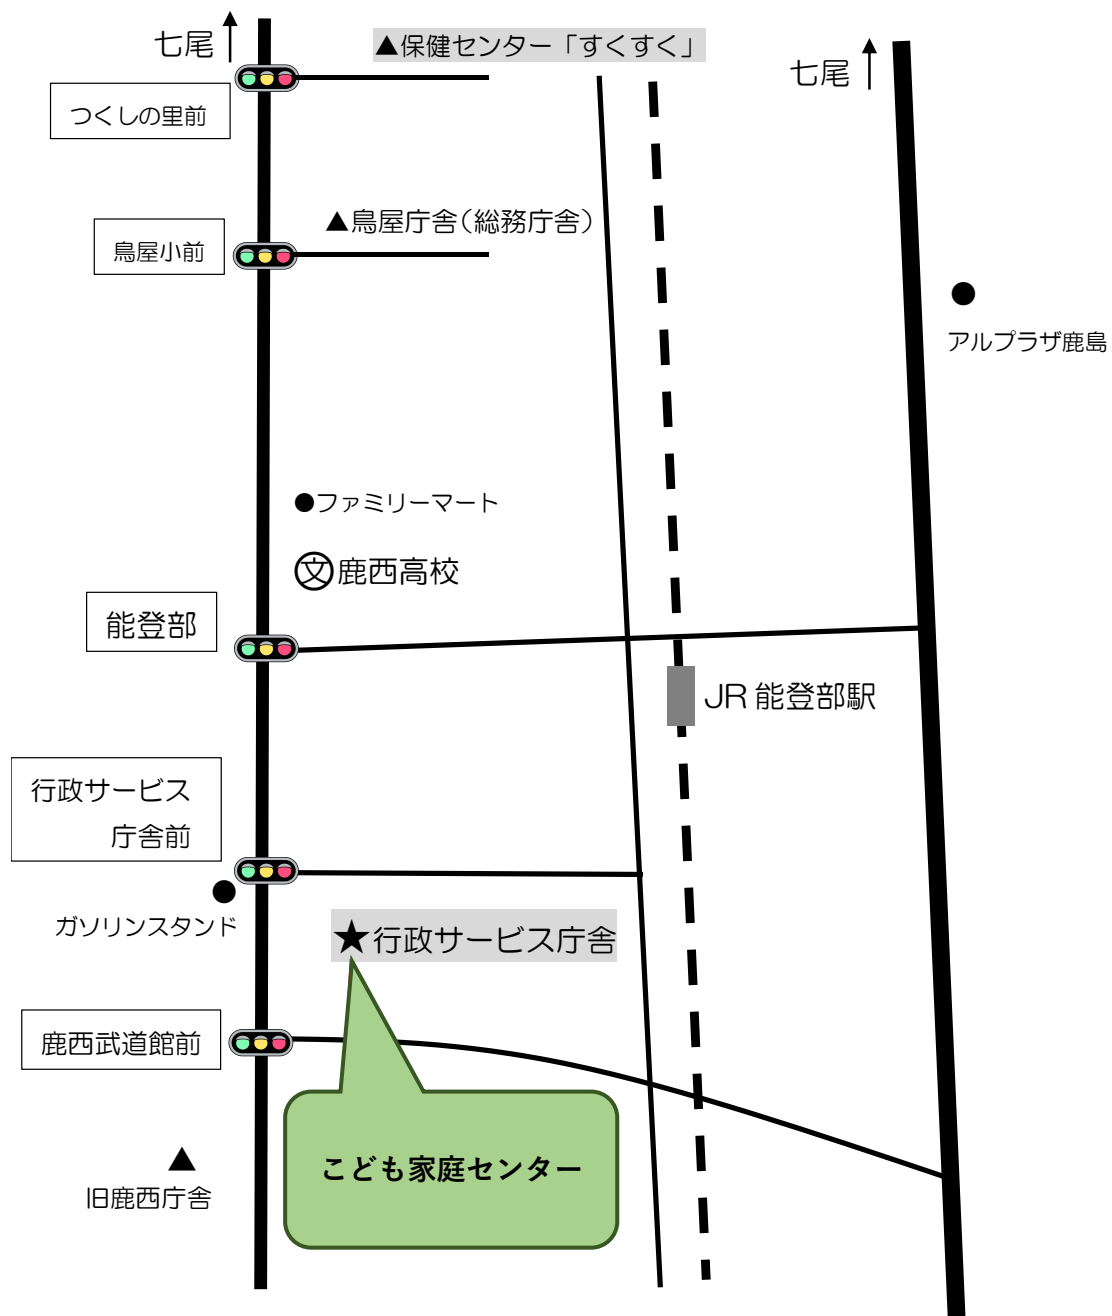 七尾
▲保健センター「すくすく」
七尾
つくしの里前
▲鳥屋庁舎(総務庁舎)
鳥屋小前
アルプラザ鹿島
●ファミリーマート
文鹿西高校
能登部
JR 能登部駅
行政サービス
庁舎前
ガソリンスタンド
★行政サービス庁舎
鹿西武道館前
こども家庭センター
▲
旧鹿西庁舎